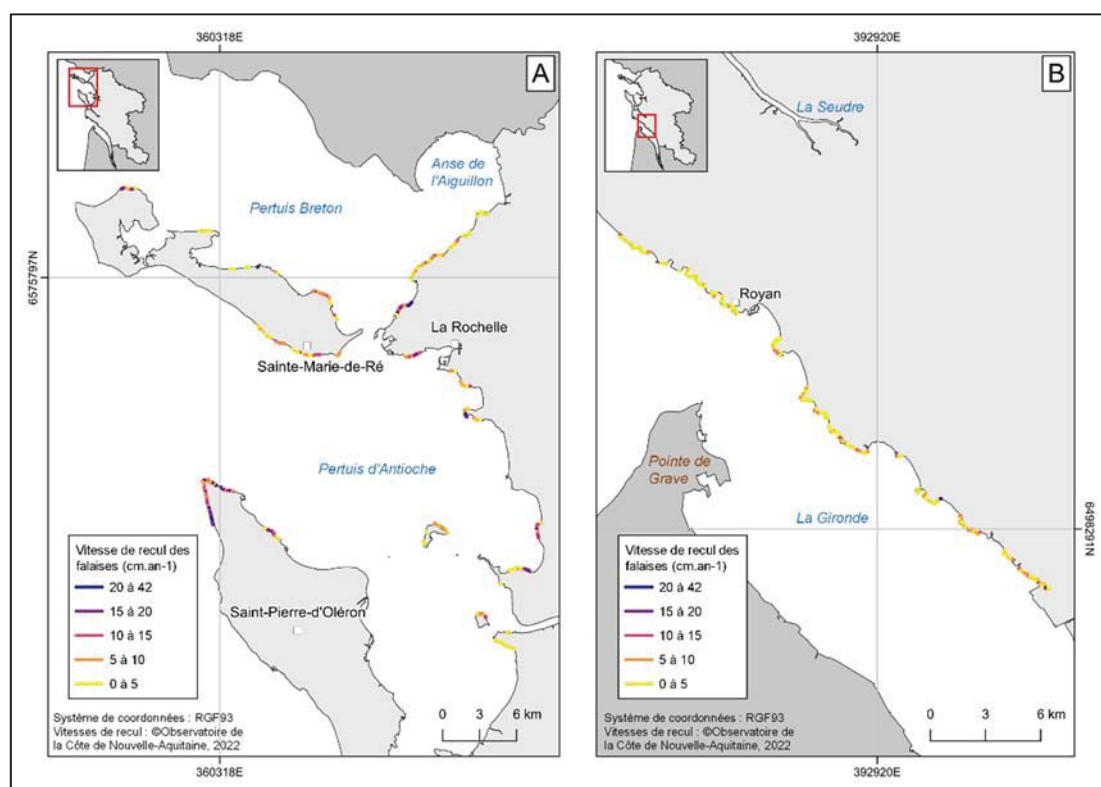 360318E
A
Anse de
l'Aiguillon
Pertuis Breton
6575797N
La Rochelle
Sainte-Marie-de-Ré
Pertuis d'Antioche
Vitesse de recul des
falaises (cm.an-1)
20 à 42
15 à 20
10 à 15
5 à 10
0 à 5
Saint-Pierre-d'Oléron
0 3 6 km
Système de coordonnées : RGF93
Vitesses de recul : ©Observatoire de
la Côte de Nouvelle-Aquitaine, 2022
360318E
392920E
B
La Seudre
Royan
Pointe de
Grave
La Gironde
6498291N
Vitesse de recul des
falaises (cm.an-1)
20 à 42
15 à 20
10 à 15
5 à 10
0 à 5
0 3 6 km
Système de coordonnées : RGF93
Vitesses de recul : ©Observatoire de
la Côte de Nouvelle-Aquitaine, 2022
392920E